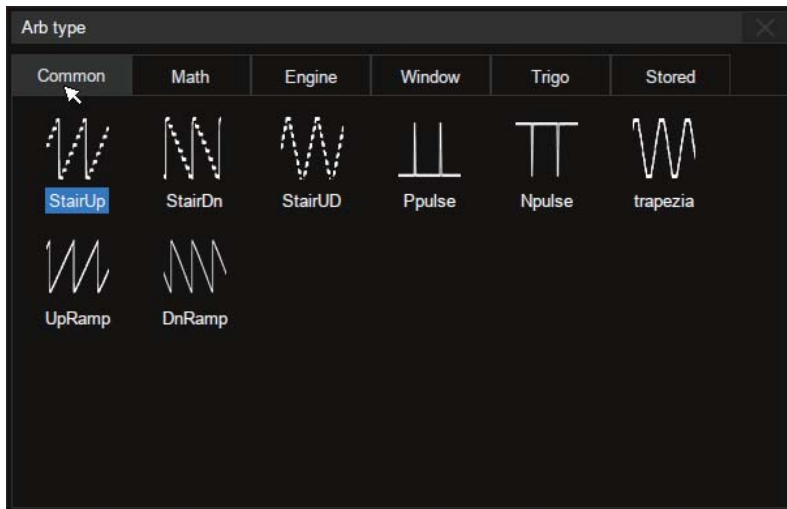 Arb type
Common Math Engine Window Trigo Stored
StairUp StairDn StairUD Ppulse Npulse trapezia
UpRamp DnRamp